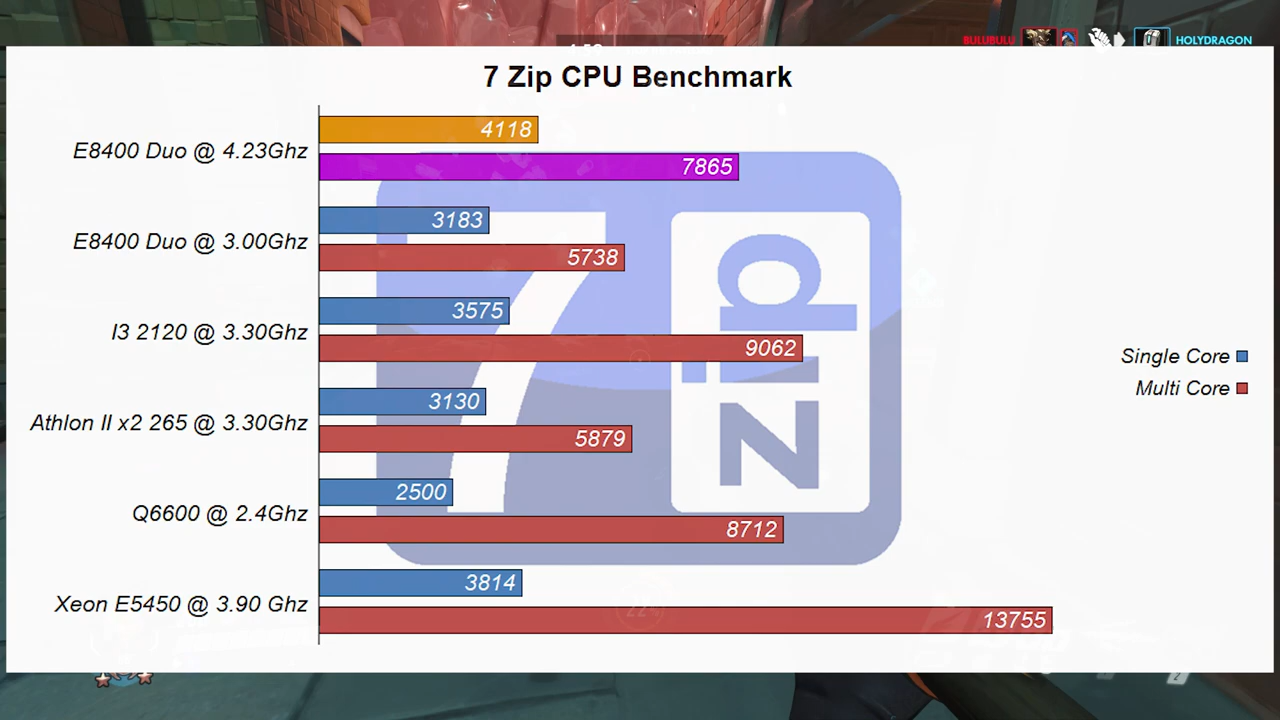 BULUBULU HOLYDRAGON
7 Zip CPU Benchmark
E8400 Duo @ 4.23Ghz
4118
7865
E8400 Duo @ 3.00Ghz
3183
5738
I3 2120 @ 3.30Ghz
3575
9062
Athlon II x2 265 @ 3.30Ghz
3130
5879
Q6600 @ 2.4Ghz
2500
8712
Xeon E5450 @ 3.90 Ghz
3814
13755
Single Core
Multi Core
7zip